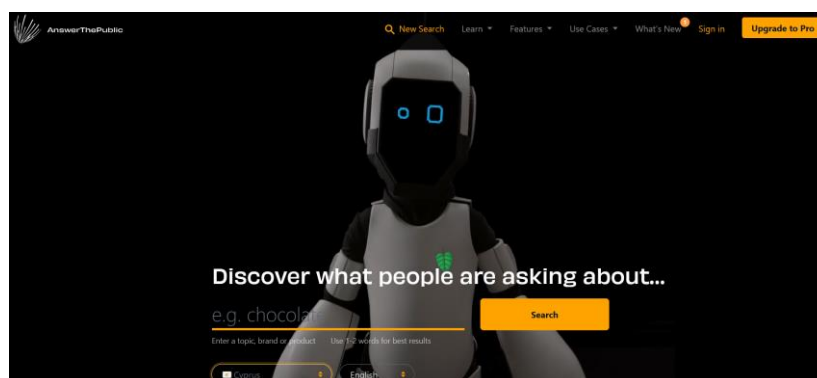 AnswerThePublic
New Search Learn Features Use Cases What's New Sign in Upgrade to Pro
Discover what people are asking about...
e.g. chocolate Search
Enter a topic, brand or product Use 1-2 words for best results
Cyprus English